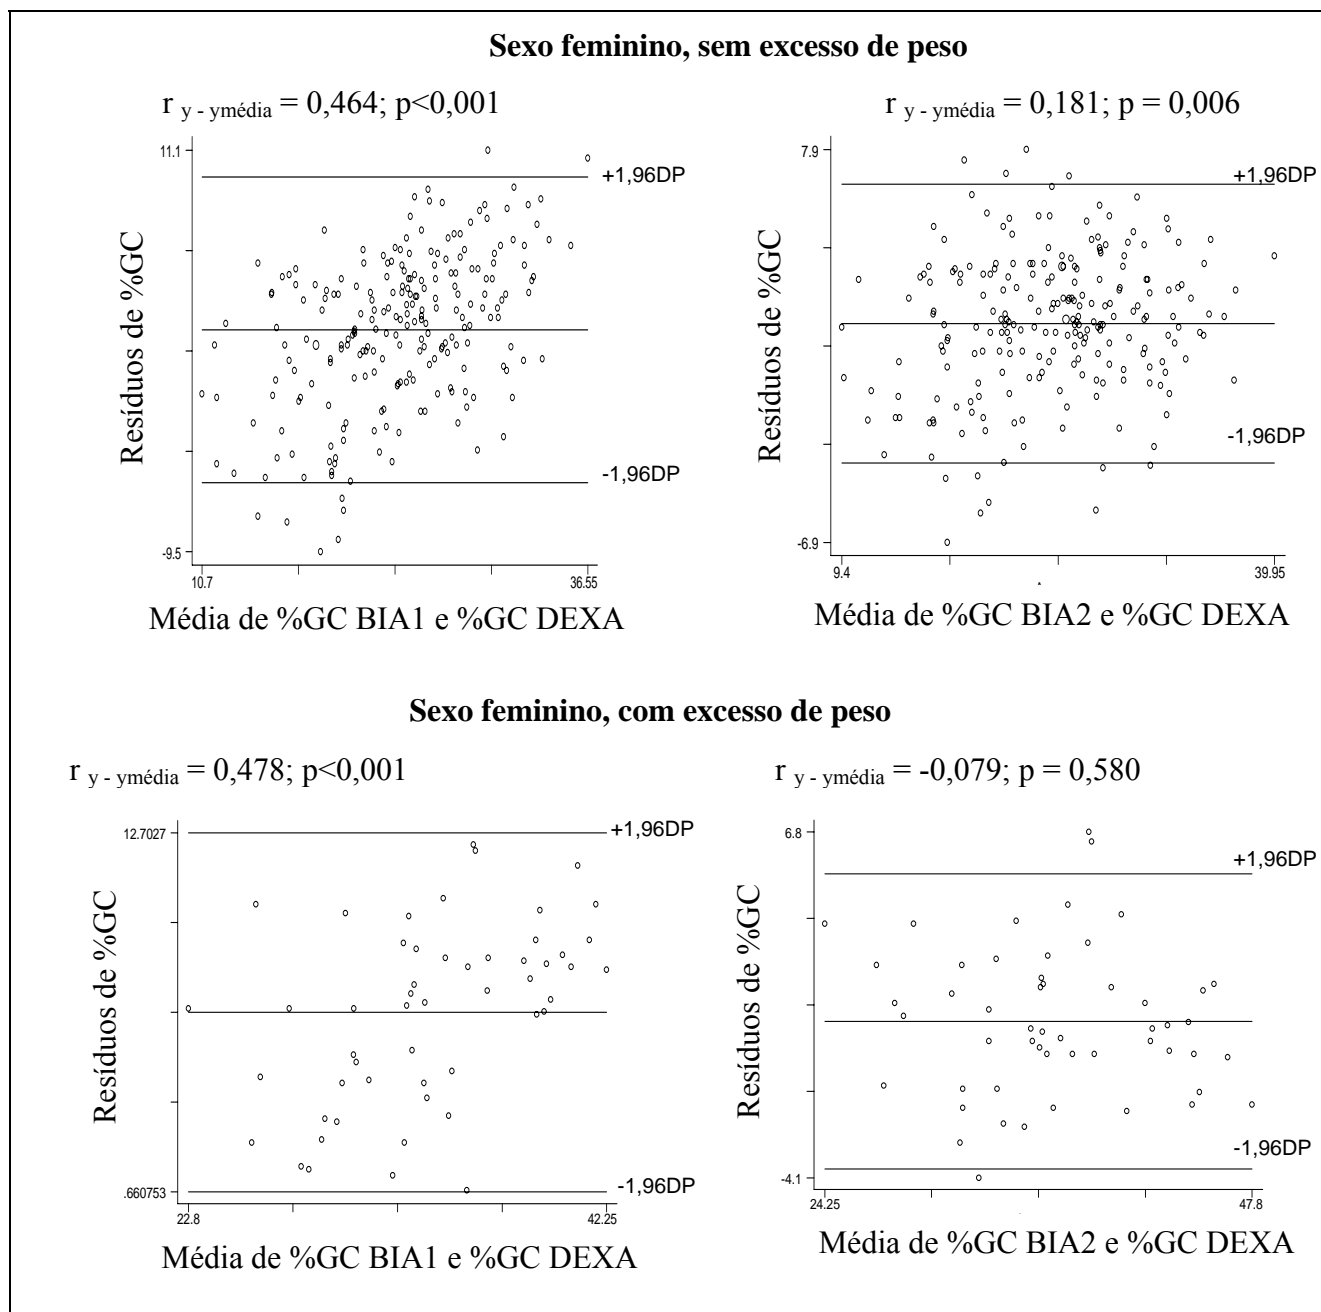 Sexo feminino, sem excesso de peso
r y - ymédia = 0,464; p<0,001
11.1
+1,96DP
Resíduos de %GC
-1,96DP
-9.5
10.7 36.55
Média de %GC BIA1 e %GC DEXA
r y - ymédia = 0,181; p = 0,006
7.9
+1,96DP
Resíduos de %GC
-1,96DP
-6.9
9.4 39.95
Média de %GC BIA2 e %GC DEXA
Sexo feminino, com excesso de peso
r y - ymédia = 0,478; p<0,001
12.7027
+1,96DP
Resíduos de %GC
-1,96DP
.660753
22.8 42.25
Média de %GC BIA1 e %GC DEXA
r y - ymédia = -0,079; p = 0,580
6.8
+1,96DP
Resíduos de %GC
-1,96DP
-4.1
24.25 47.8
Média de %GC BIA2 e %GC DEXA